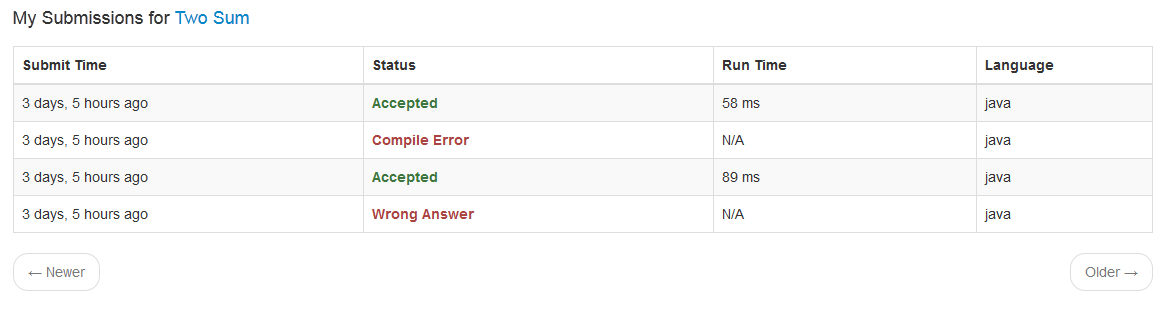 My Submissions for Two Sum
Submit Time Status Run Time Language
3 days, 5 hours ago Accepted 58 ms java
3 days, 5 hours ago Compile Error N/A java
3 days, 5 hours ago Accepted 89 ms java
3 days, 5 hours ago Wrong Answer N/A java
← Newer Older →